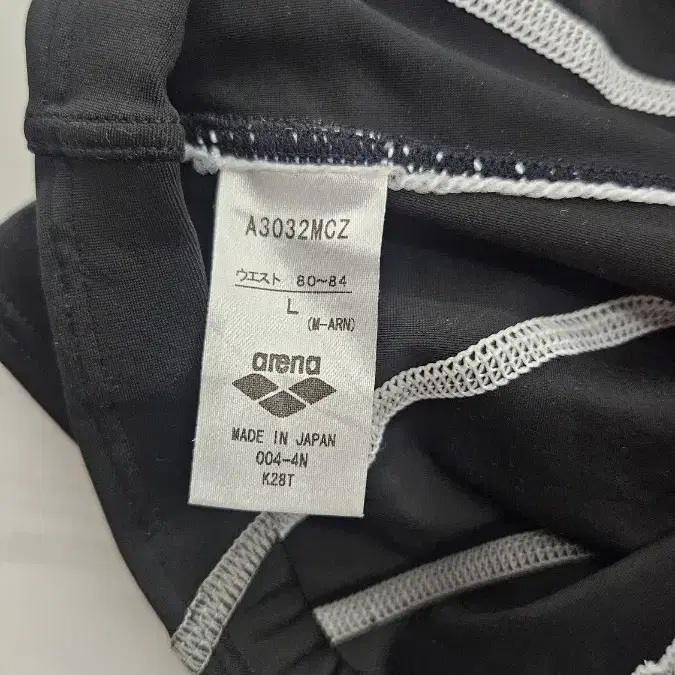 A3032MCZ
ウエスト 80~84
L
(M-ARN)
arena
MADE IN JAPAN
004-4N
K28T